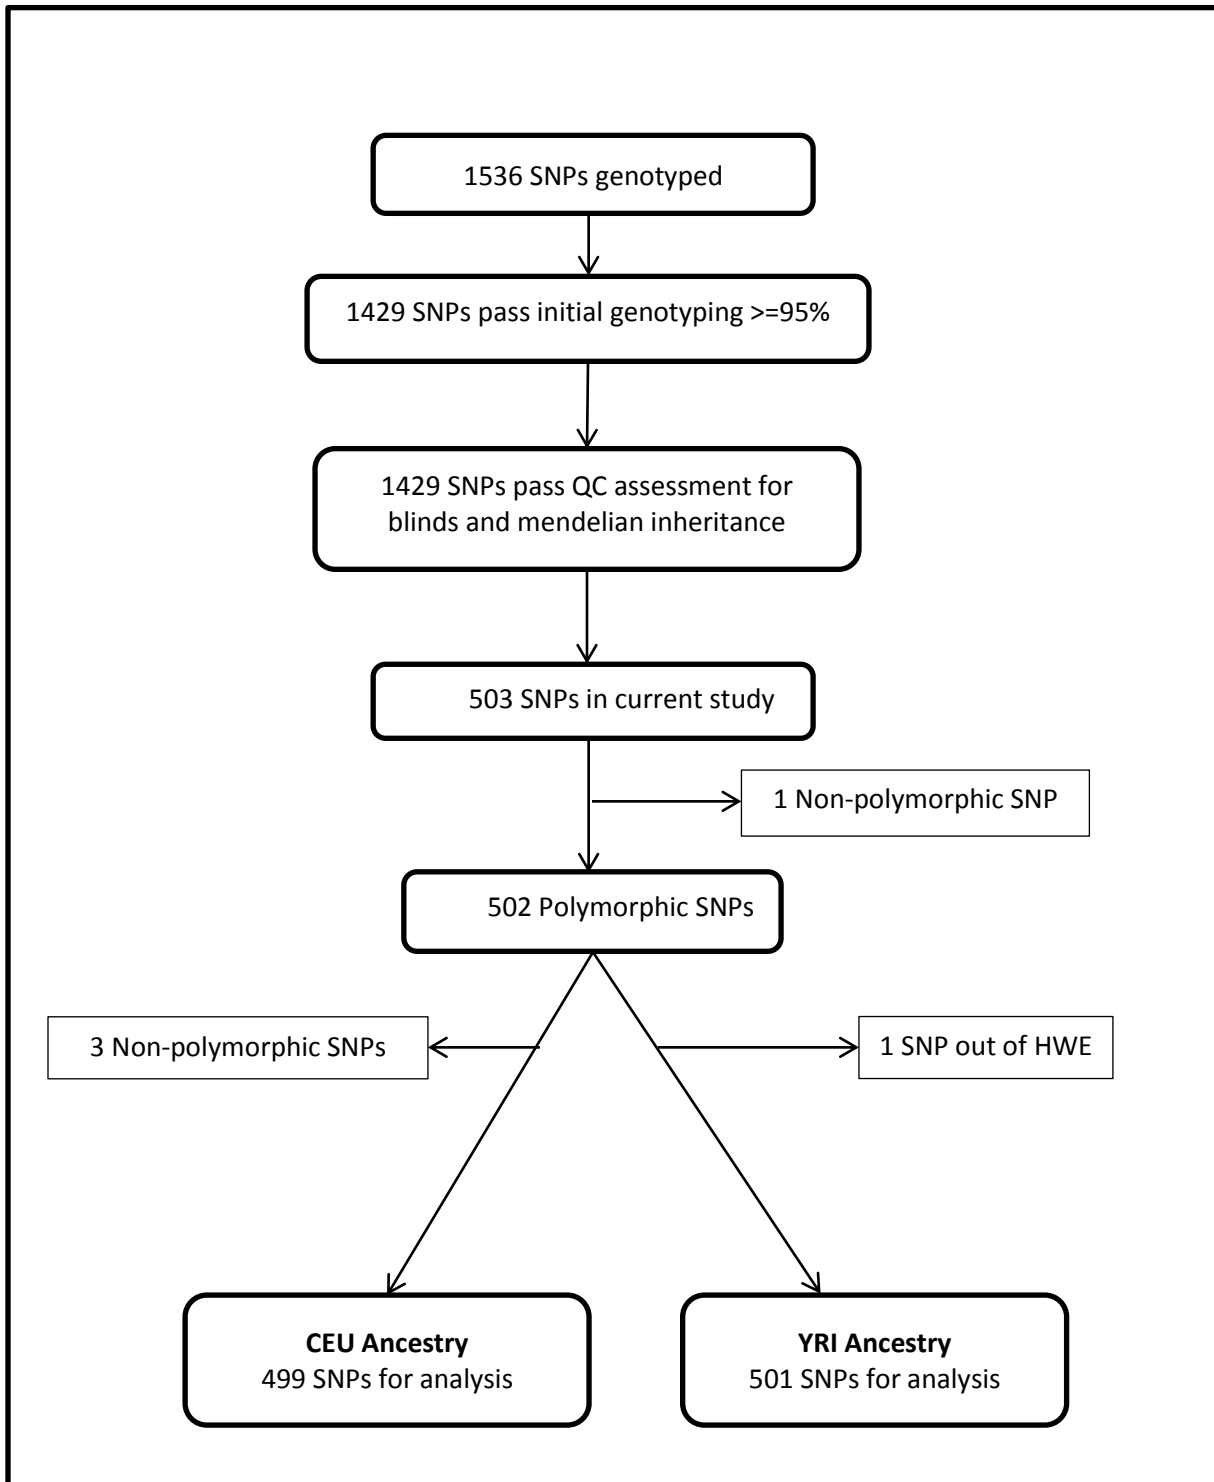 1536 SNPs genotyped
1429 SNPs pass initial genotyping >=95%
1429 SNPs pass QC assessment for
blinds and mendelian inheritance
503 SNPs in current study
1 Non-polymorphic SNP
502 Polymorphic SNPs
3 Non-polymorphic SNPs
1 SNP out of HWE
CEU Ancestry
499 SNPs for analysis
YRI Ancestry
501 SNPs for analysis